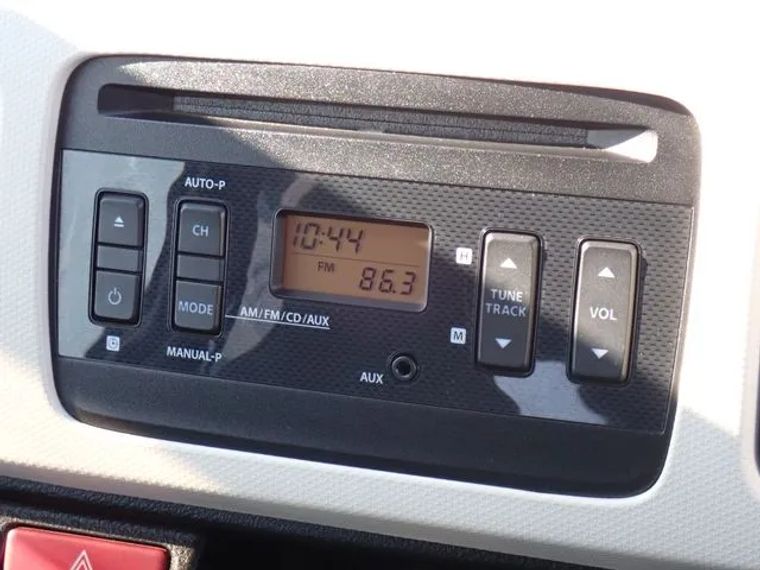 AUTO-P
CH
10:44
H
FM
86.3
TUNE
TRACK
VOL
MODE
AM/FM/CD/AUX
M
C
MANUAL-P
AUX